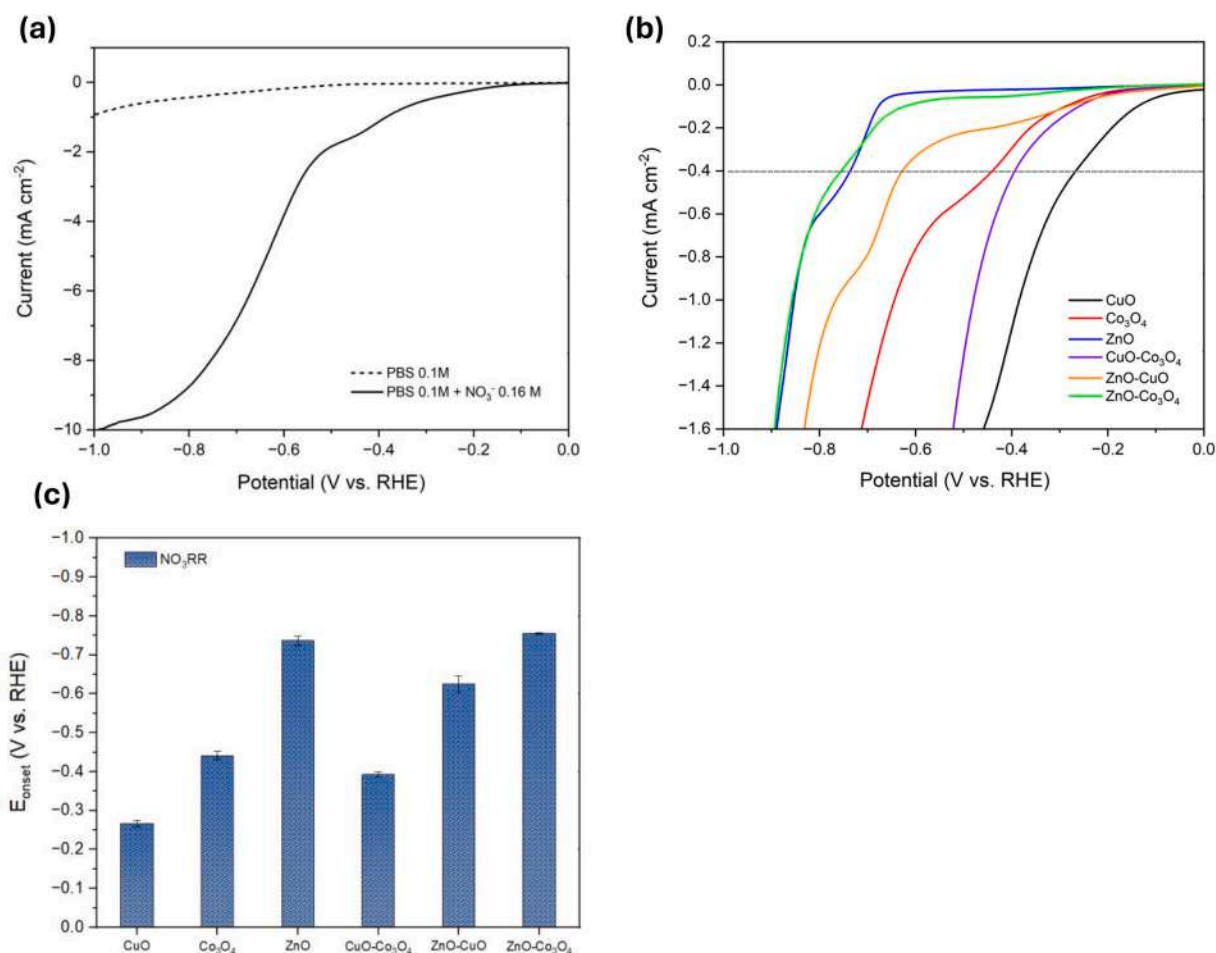 (a)
0
−2
−4
−6
−8
−10
Current (mA cm⁻²)
PBS 0.1M
PBS 0.1M + NO₃⁻ 0.16 M
−1.0 −0.8 −0.6 −0.4 −0.2 0.0
Potential (V vs. RHE)
(b)
0.2
0.0
−0.2
−0.4
−0.6
−0.8
−1.0
−1.2
−1.4
−1.6
Current (mA cm⁻²)
CuO
Co₃O₄
ZnO
CuO-Co₃O₄
ZnO-CuO
ZnO-Co₃O₄
−1.0 −0.8 −0.6 −0.4 −0.2 0.0
Potential (V vs. RHE)
(c)
−1.0
−0.9
−0.8
−0.7
−0.6
−0.5
−0.4
−0.3
−0.2
−0.1
0.0
E_onset (V vs. RHE)
NO₃RR
CuO Co₃O₄ ZnO CuO-Co₃O₄ ZnO-CuO ZnO-Co₃O₄